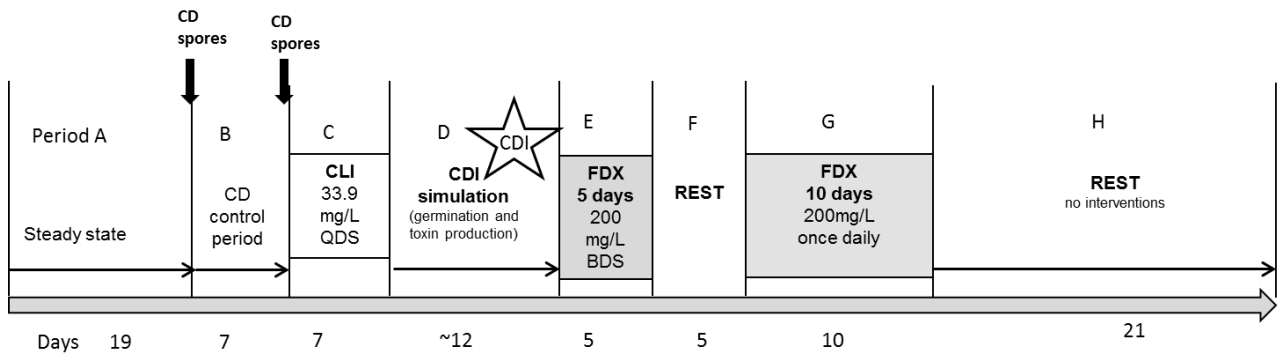 CD
spores
CD
spores
Period A
B
C
D
CDI
E
F
G
H
Steady state
CD
control
period
CLI
33.9
mg/L
QDS
CDI
simulation
(germination and
toxin production)
FDX
5 days
200
mg/L
BDS
REST
FDX
10 days
200mg/L
once daily
REST
no interventions
Days 19 7 7 ~12 5 5 10 21